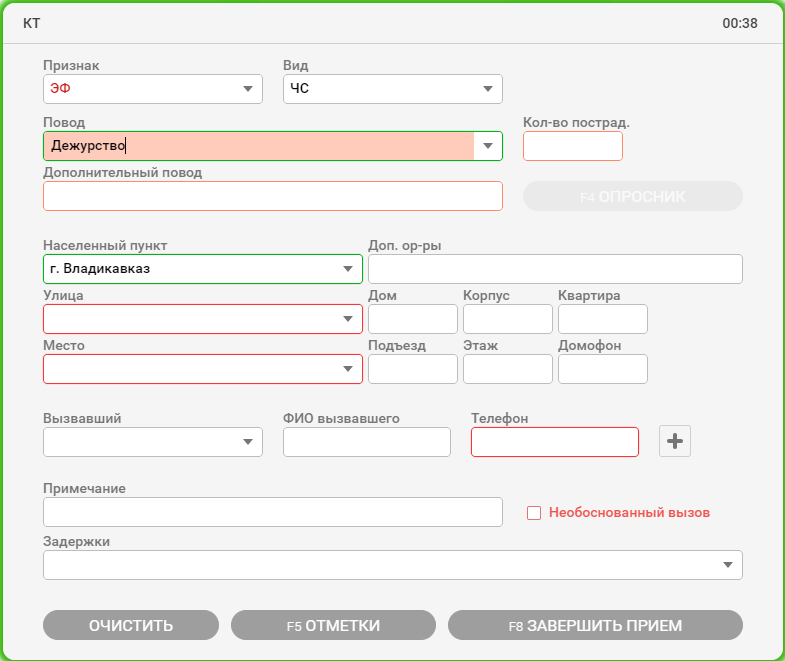 КТ 00:38
Признак Вид
ЭФ ЧС
Повод Кол-во пострад.
Дежурство
Дополнительный повод
F4 ОПРОСНИК
Населенный пункт Доп. ор-ры
г. Владикавказ
Улица Дом Корпус Квартира
Место Подъезд Этаж Домофон
Вызвавший ФИО вызвавшего Телефон
Примечание
Необоснованный вызов
Задержки
ОЧИСТИТЬ F5 ОТМЕТКИ F8 ЗАВЕРШИТЬ ПРИЕМ